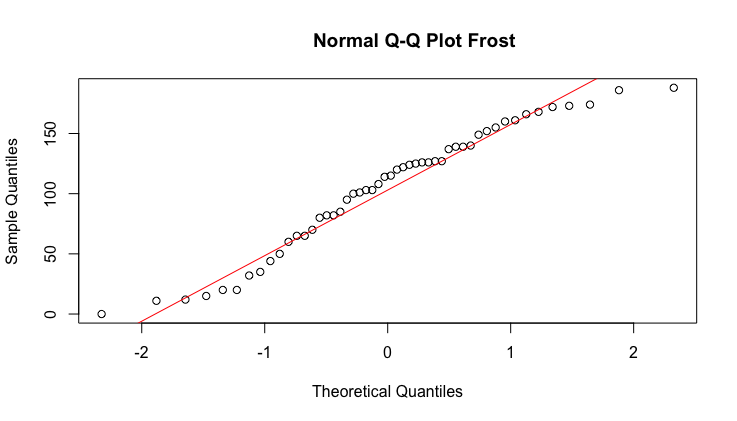 Normal Q-Q Plot Frost
Sample Quantiles
150
100
50
0
-2 -1 0 1 2
Theoretical Quantiles